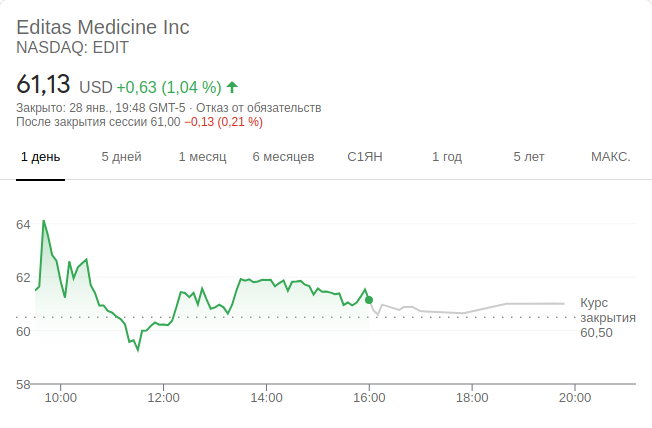 Editas Medicine Inc
NASDAQ: EDIT
61,13 USD +0,63 (1,04 %)
Закрыто: 28 янв., 19:48 GMT-5 · Отказ от обязательств
После закрытия сессии 61,00 −0,13 (0,21 %)
1 день 5 дней 1 месяц 6 месяцев С1ЯН 1 год 5 лет МАКС.
64
62
60
58
Курс
закрытия
60,50
10:00 12:00 14:00 16:00 18:00 20:00